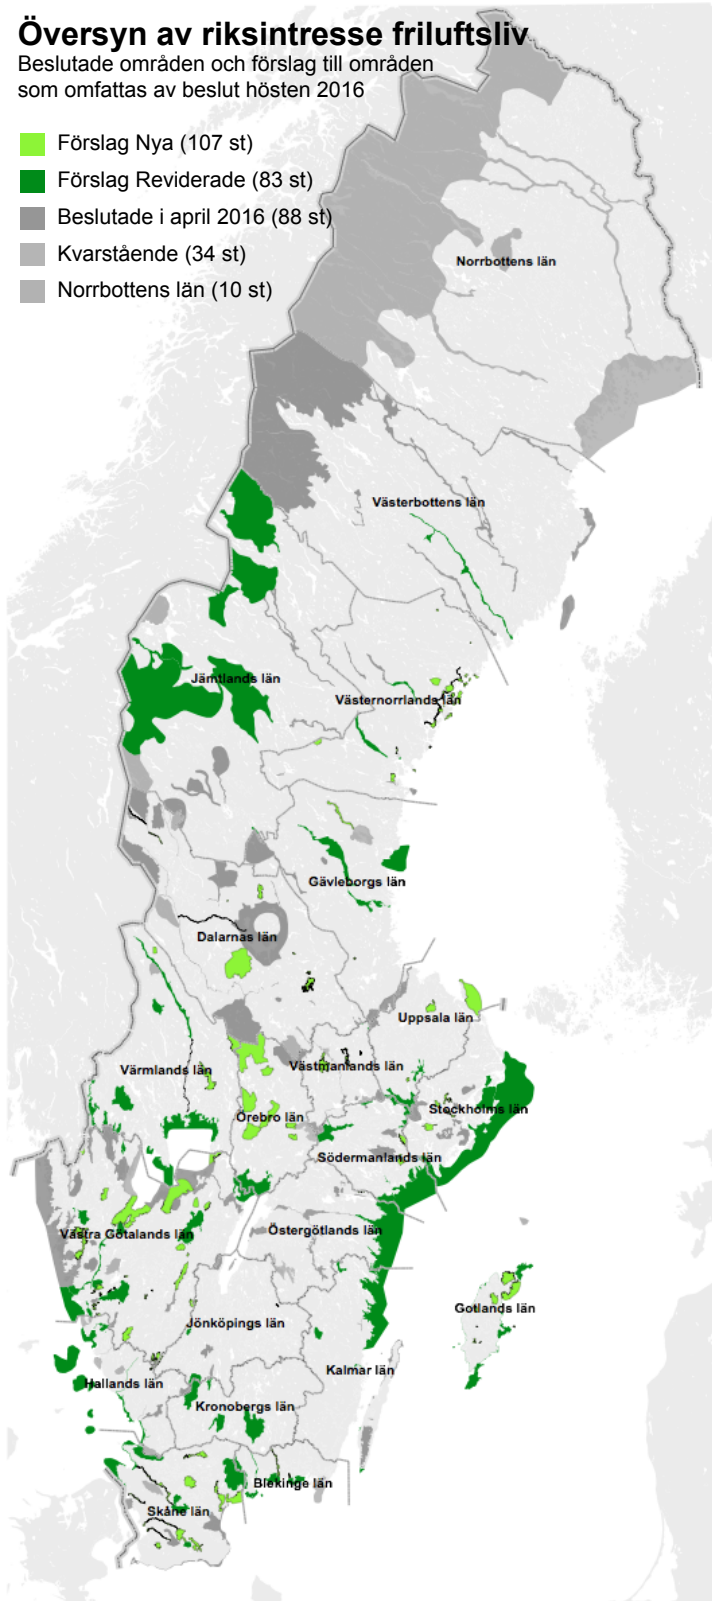 Översyn av riksintresse friluftsliv
Beslutade områden och förslag till områden
som omfattas av beslut hösten 2016
Förslag Nya (107 st)
Förslag Reviderade (83 st)
Beslutade i april 2016 (88 st)
Kvarstående (34 st)
Norrbottens län (10 st)
Norrbottens län
Västerbottens län
Jämtlands län
Västernorrlands län
Gävleborgs län
Dalarnas län
Uppsala län
Värmlands län
Västmanlands län
Örebro län
Stockholms län
Södermanlands län
Västra Götalands län
Östergötlands län
Gotlands län
Jönköpings län
Kalmar län
Hallands län
Kronobergs län
Blekinge län
Skåne län